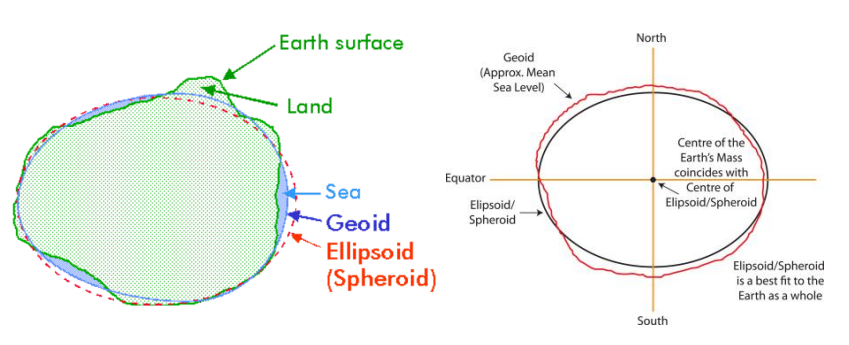 Earth surface
Land
Sea
Geoid
Ellipsoid
(Spheroid)
North
Geoid
(Approx. Mean
Sea Level)
Centre of the
Earth's Mass
coincides with
Centre of
Elipsoid/Spheroid
Equator
Elipsoid/
Spheroid
Elipsoid/Spheroid
is a best fit to the
Earth as a whole
South